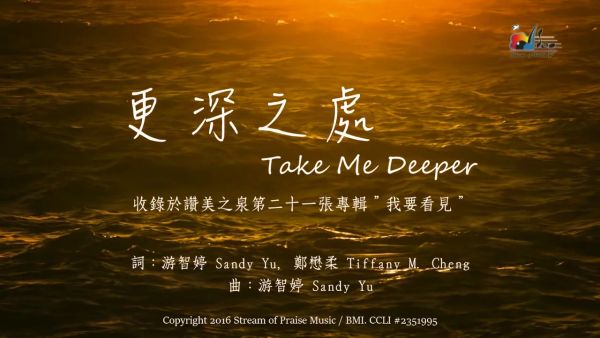 更深之處
Take Me Deeper
收錄於讚美之泉第二十一張專輜"我要看見"
詞：游智婷 Sandy Yu, 鄭懋柔 Tiffany M. Cheng
曲：游智婷 Sandy Yu
Copyright 2016 Stream of Praise Music / BMI. CCLI #2351995